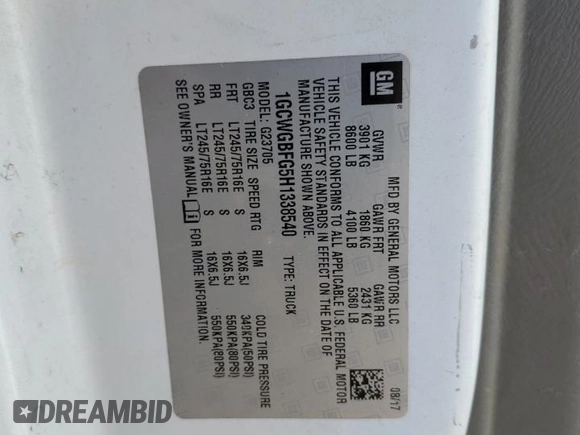 GM
MFD BY GENERAL MOTORS LLC 08/17
GVWR GAWR FRT GAWR RR
3901 KG 1860 KG 2431 KG
8600 LB 4100 LB 5360 LB
THIS VEHICLE CONFORMS TO ALL APPLICABLE U.S. FEDERAL MOTOR
VEHICLE SAFETY STANDARDS IN EFFECT ON THE DATE OF
MANUFACTURE SHOWN ABOVE.
1GCWGBFG5H1338540 TYPE: TRUCK
MODEL: G23705
GBC3 TIRE SIZE SPEED RTG RIM COLD TIRE PRESSURE
FRT LT245/75R16E S 16X6.5J 340KPA(50PSI)
RR LT245/75R16E S 16X6.5J 550KPA(80PSI)
SPA LT245/75R16E S 16X6.5J 550KPA(80PSI)
SEE OWNER'S MANUAL FOR MORE INFORMATION.
DREAMBID